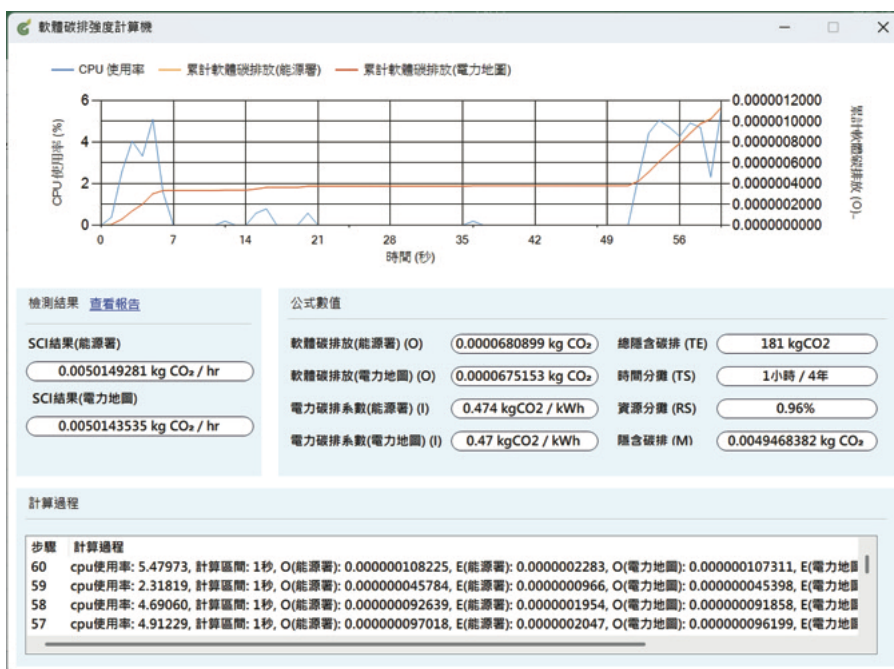 軟體碳排強度計算機
CPU 使用率 累計軟體碳排放(能源署) 累計軟體碳排放(電力地圖)
CPU 使用率 (%)
6
4
2
0
0.0000012000
0.0000010000
0.0000008000
0.0000006000
0.0000004000
0.0000002000
0.0000000000
累計軟體碳排放 (O)
0 7 14 21 28 35 42 49 56
時間 (秒)
檢測結果 查看報告
SCI結果(能源署)
0.0050149281 kg CO₂ / hr
SCI結果(電力地圖)
0.0050143535 kg CO₂ / hr
公式數值
軟體碳排放(能源署) (O) 0.0000680899 kg CO₂ 總隱含碳排 (TE) 181 kgCO2
軟體碳排放(電力地圖) (O) 0.0000675153 kg CO₂ 時間分攤 (TS) 1小時 / 4年
電力碳排系數(能源署) (I) 0.474 kgCO2 / kWh 資源分攤 (RS) 0.96%
電力碳排系數(電力地圖) (I) 0.47 kgCO2 / kWh 隱含碳排 (M) 0.0049468382 kg CO₂
計算過程
步驟 計算過程
60 cpu使用率: 5.47973, 計算區間: 1秒, O(能源署): 0.000000108225, E(能源署): 0.0000002283, O(電力地圖): 0.000000107311, E(電力地圖
59 cpu使用率: 2.31819, 計算區間: 1秒, O(能源署): 0.000000045784, E(能源署): 0.0000000966, O(電力地圖): 0.000000045398, E(電力地圖
58 cpu使用率: 4.69060, 計算區間: 1秒, O(能源署): 0.000000092639, E(能源署): 0.0000001954, O(電力地圖): 0.000000091858, E(電力地圖
57 cpu使用率: 4.91229, 計算區間: 1秒, O(能源署): 0.000000097018, E(能源署): 0.0000002047, O(電力地圖): 0.000000096199, E(電力地圖